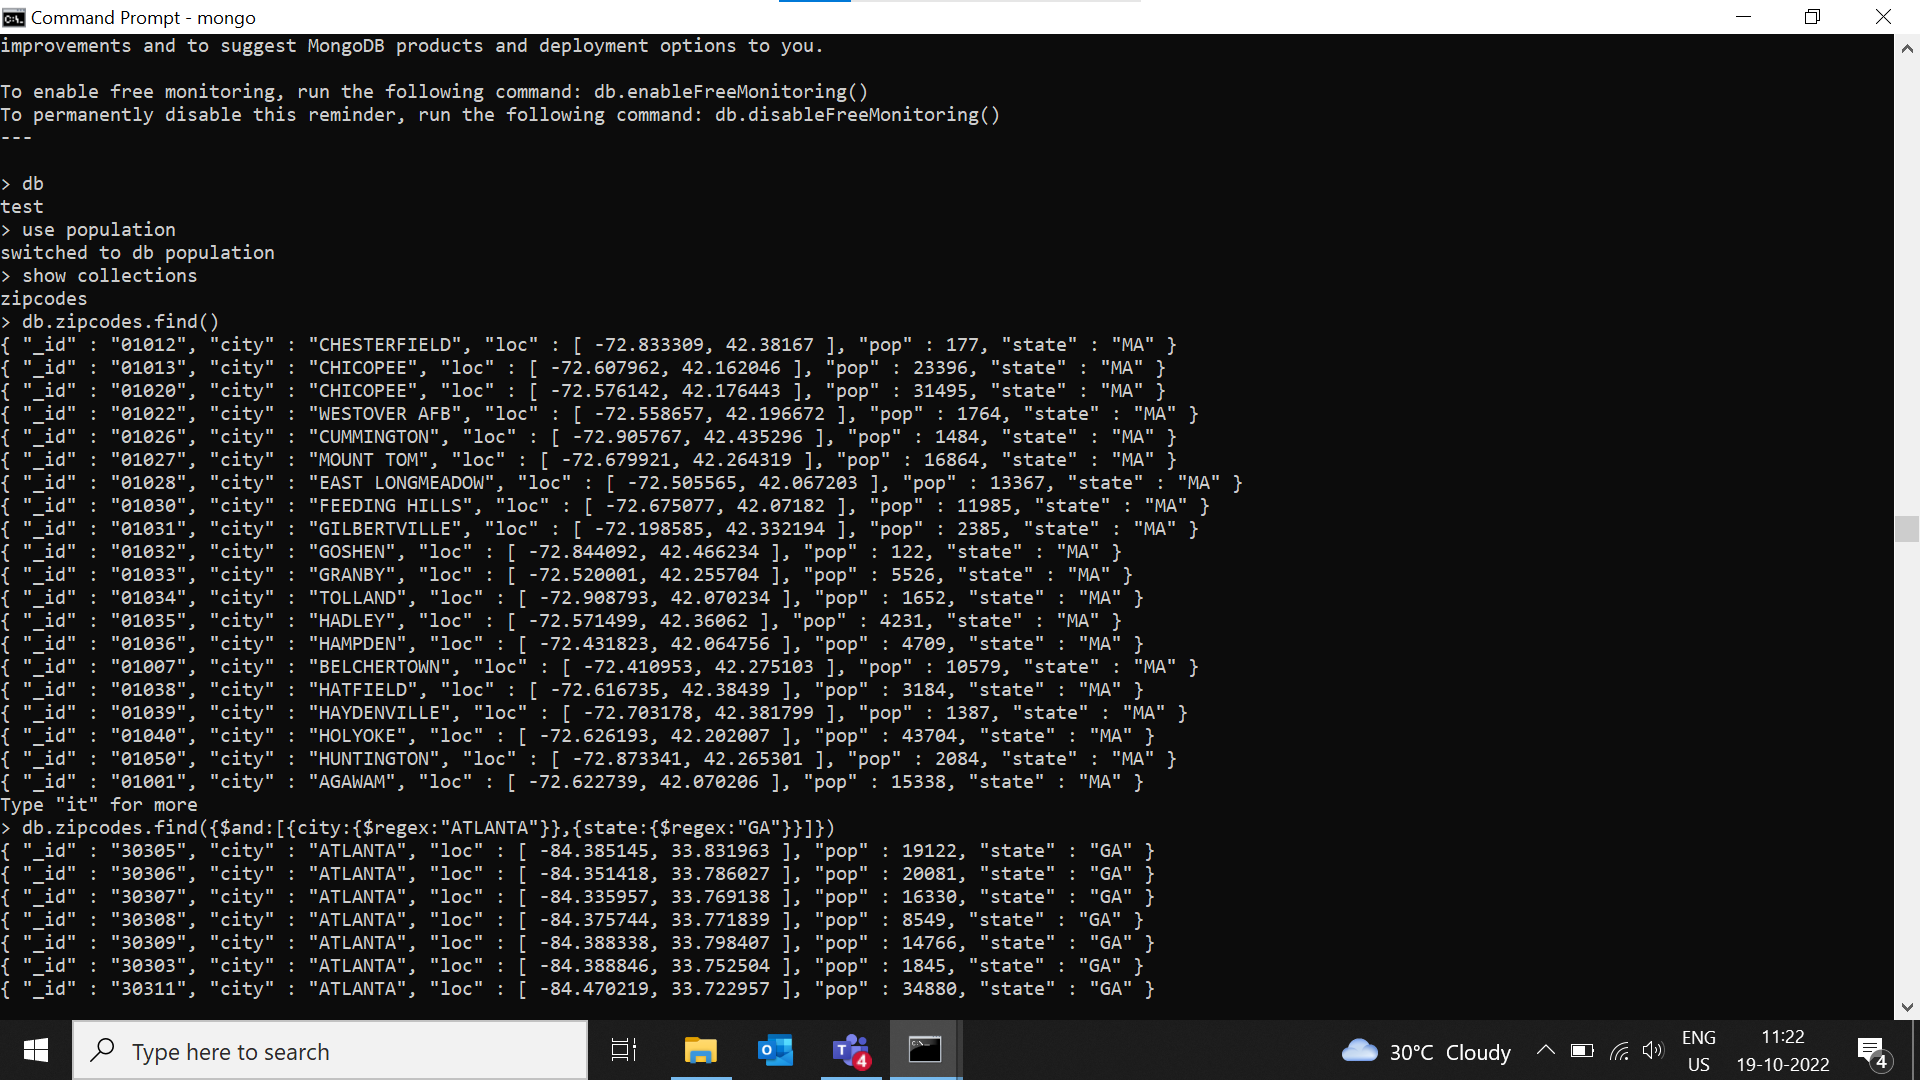 Command Prompt - mongo
improvements and to suggest MongoDB products and deployment options to you.
To enable free monitoring, run the following command: db.enableFreeMonitoring()
To permanently disable this reminder, run the following command: db.disableFreeMonitoring()
---
> db
test
> use population
switched to db population
> show collections
zipcodes
> db.zipcodes.find()
{ "_id" : "01012", "city" : "CHESTERFIELD", "loc" : [ -72.833309, 42.38167 ], "pop" : 177, "state" : "MA" }
{ "_id" : "01013", "city" : "CHICOPEE", "loc" : [ -72.607962, 42.162046 ], "pop" : 23396, "state" : "MA" }
{ "_id" : "01020", "city" : "CHICOPEE", "loc" : [ -72.576142, 42.176443 ], "pop" : 31495, "state" : "MA" }
{ "_id" : "01022", "city" : "WESTOVER AFB", "loc" : [ -72.558657, 42.196672 ], "pop" : 1764, "state" : "MA" }
{ "_id" : "01026", "city" : "CUMMINGTON", "loc" : [ -72.905767, 42.435296 ], "pop" : 1484, "state" : "MA" }
{ "_id" : "01027", "city" : "MOUNT TOM", "loc" : [ -72.679921, 42.264319 ], "pop" : 16864, "state" : "MA" }
{ "_id" : "01028", "city" : "EAST LONGMEADOW", "loc" : [ -72.505565, 42.067203 ], "pop" : 13367, "state" : "MA" }
{ "_id" : "01030", "city" : "FEEDING HILLS", "loc" : [ -72.675077, 42.07182 ], "pop" : 11985, "state" : "MA" }
{ "_id" : "01031", "city" : "GILBERTVILLE", "loc" : [ -72.198585, 42.332194 ], "pop" : 2385, "state" : "MA" }
{ "_id" : "01032", "city" : "GOSHEN", "loc" : [ -72.844092, 42.466234 ], "pop" : 122, "state" : "MA" }
{ "_id" : "01033", "city" : "GRANBY", "loc" : [ -72.520001, 42.255704 ], "pop" : 5526, "state" : "MA" }
{ "_id" : "01034", "city" : "TOLLAND", "loc" : [ -72.908793, 42.070234 ], "pop" : 1652, "state" : "MA" }
{ "_id" : "01035", "city" : "HADLEY", "loc" : [ -72.571499, 42.36062 ], "pop" : 4231, "state" : "MA" }
{ "_id" : "01036", "city" : "HAMPDEN", "loc" : [ -72.431823, 42.064756 ], "pop" : 4709, "state" : "MA" }
{ "_id" : "01007", "city" : "BELCHERTOWN", "loc" : [ -72.410953, 42.275103 ], "pop" : 10579, "state" : "MA" }
{ "_id" : "01038", "city" : "HATFIELD", "loc" : [ -72.616735, 42.38439 ], "pop" : 3184, "state" : "MA" }
{ "_id" : "01039", "city" : "HAYDENVILLE", "loc" : [ -72.703178, 42.381799 ], "pop" : 1387, "state" : "MA" }
{ "_id" : "01040", "city" : "HOLYOKE", "loc" : [ -72.626193, 42.202007 ], "pop" : 43704, "state" : "MA" }
{ "_id" : "01050", "city" : "HUNTINGTON", "loc" : [ -72.873341, 42.265301 ], "pop" : 2084, "state" : "MA" }
{ "_id" : "01001", "city" : "AGAWAM", "loc" : [ -72.622739, 42.070206 ], "pop" : 15338, "state" : "MA" }
Type "it" for more
> db.zipcodes.find({$and:[{city:{$regex:"ATLANTA"}},{state:{$regex:"GA"}}]})
{ "_id" : "30305", "city" : "ATLANTA", "loc" : [ -84.385145, 33.831963 ], "pop" : 19122, "state" : "GA" }
{ "_id" : "30306", "city" : "ATLANTA", "loc" : [ -84.351418, 33.786027 ], "pop" : 20081, "state" : "GA" }
{ "_id" : "30307", "city" : "ATLANTA", "loc" : [ -84.335957, 33.769138 ], "pop" : 16330, "state" : "GA" }
{ "_id" : "30308", "city" : "ATLANTA", "loc" : [ -84.375744, 33.771839 ], "pop" : 8549, "state" : "GA" }
{ "_id" : "30309", "city" : "ATLANTA", "loc" : [ -84.388338, 33.798407 ], "pop" : 14766, "state" : "GA" }
{ "_id" : "30303", "city" : "ATLANTA", "loc" : [ -84.388846, 33.752504 ], "pop" : 1845, "state" : "GA" }
{ "_id" : "30311", "city" : "ATLANTA", "loc" : [ -84.470219, 33.722957 ], "pop" : 34880, "state" : "GA" }
Type here to search
4
30°C Cloudy
ENG
US
11:22
19-10-2022
4